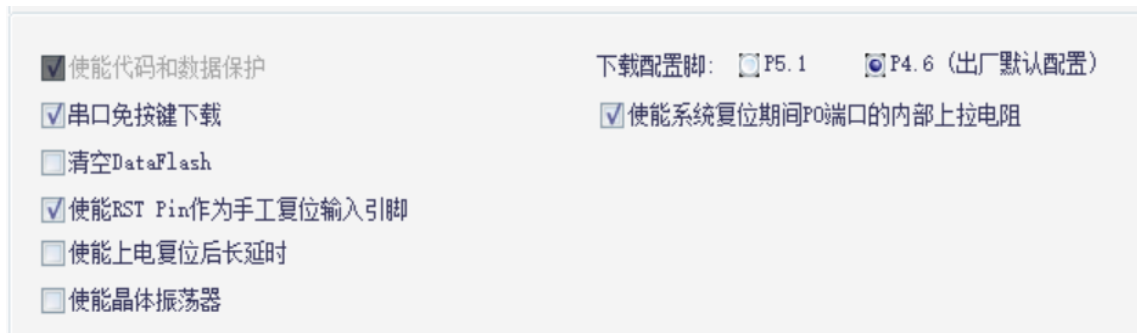 使能代码和数据保护
下载配置脚: P5.1 P4.6 (出厂默认配置)
串口免按键下载
使能系统复位期间P0端口的内部上拉电阻
清空DataFlash
使能RST Pin作为手工复位输入引脚
使能上电复位后长延时
使能晶体振荡器